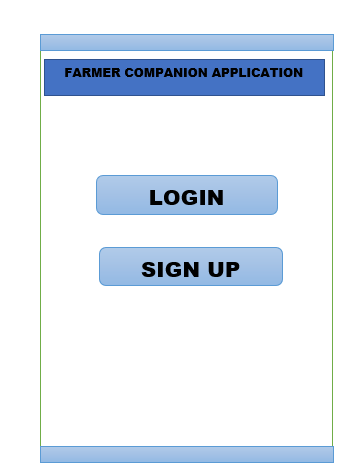 FARMER COMPANION APPLICATION
LOGIN
SIGN UP